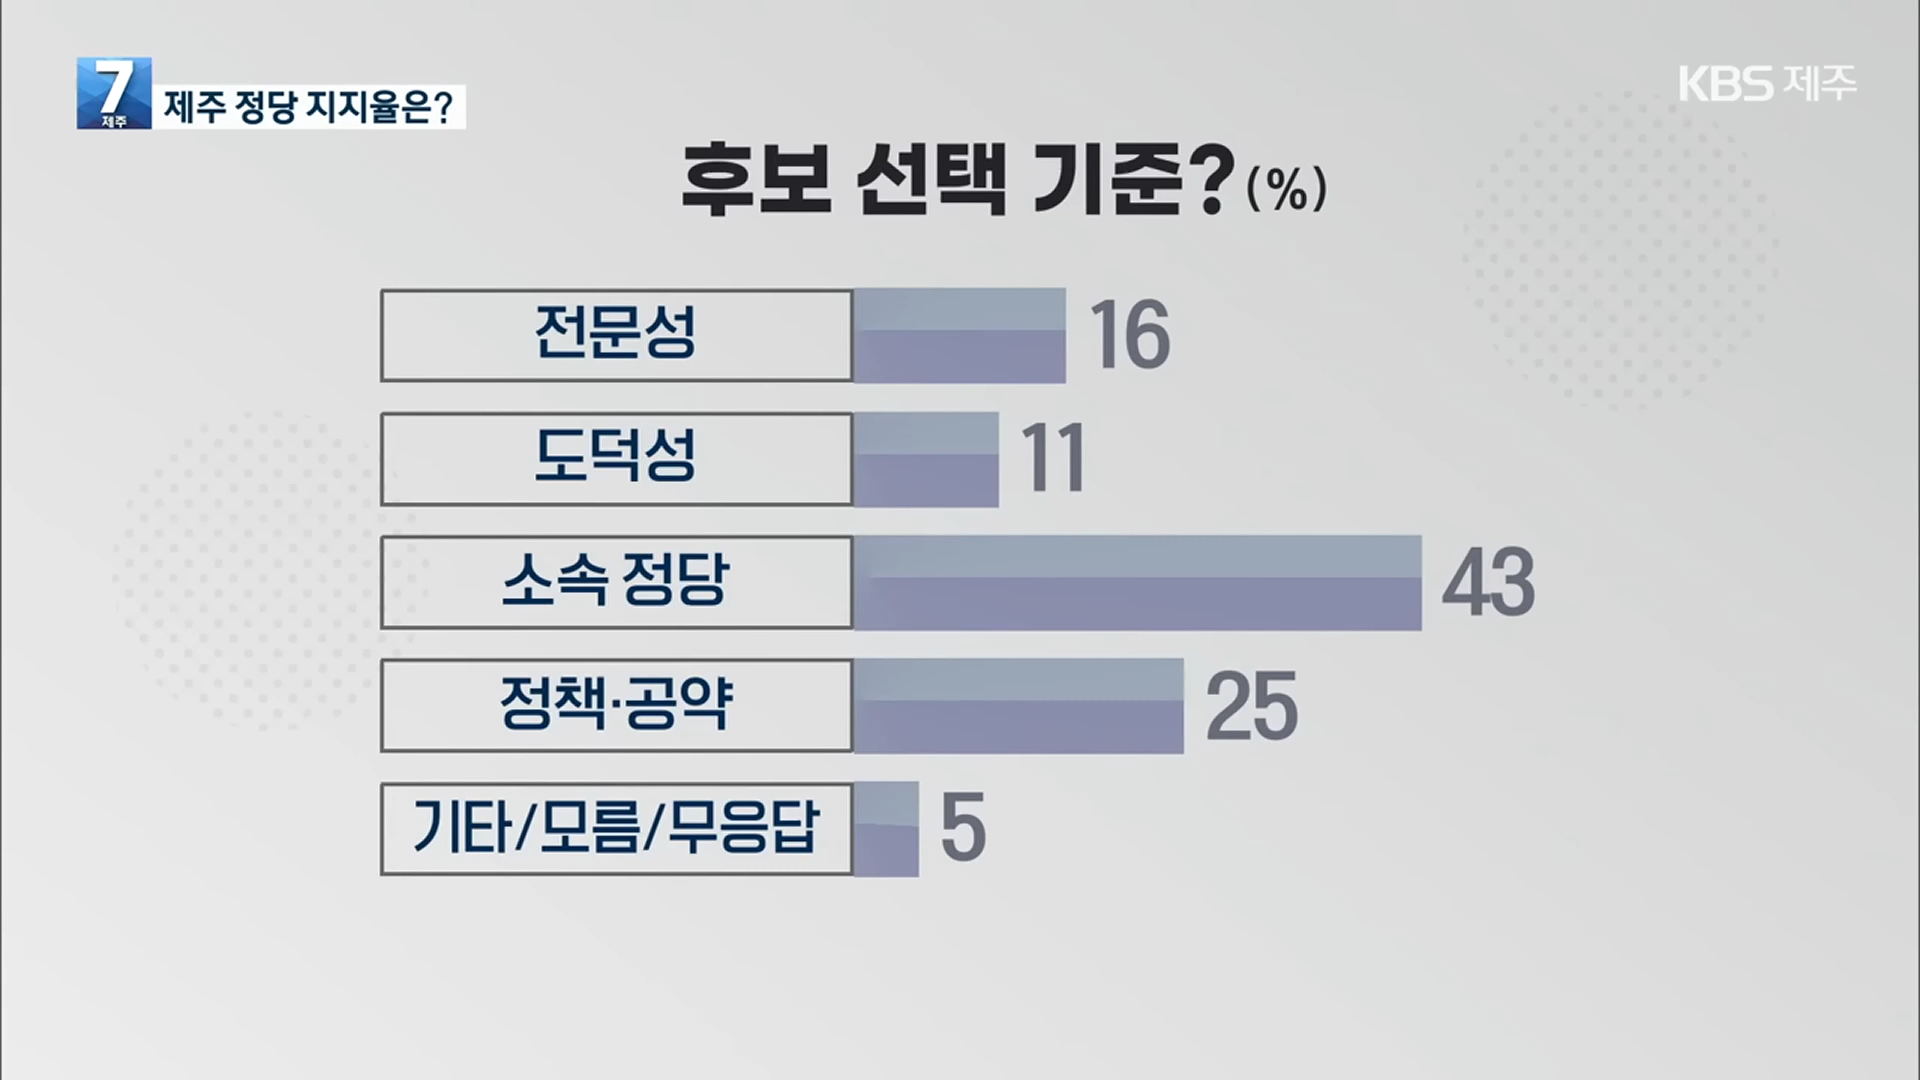 7
제주
제주 정당 지지율은?
KBS 제주
후보 선택 기준?(%)
전문성 16
도덕성 11
소속 정당 43
정책·공약 25
기타/모름/무응답 5